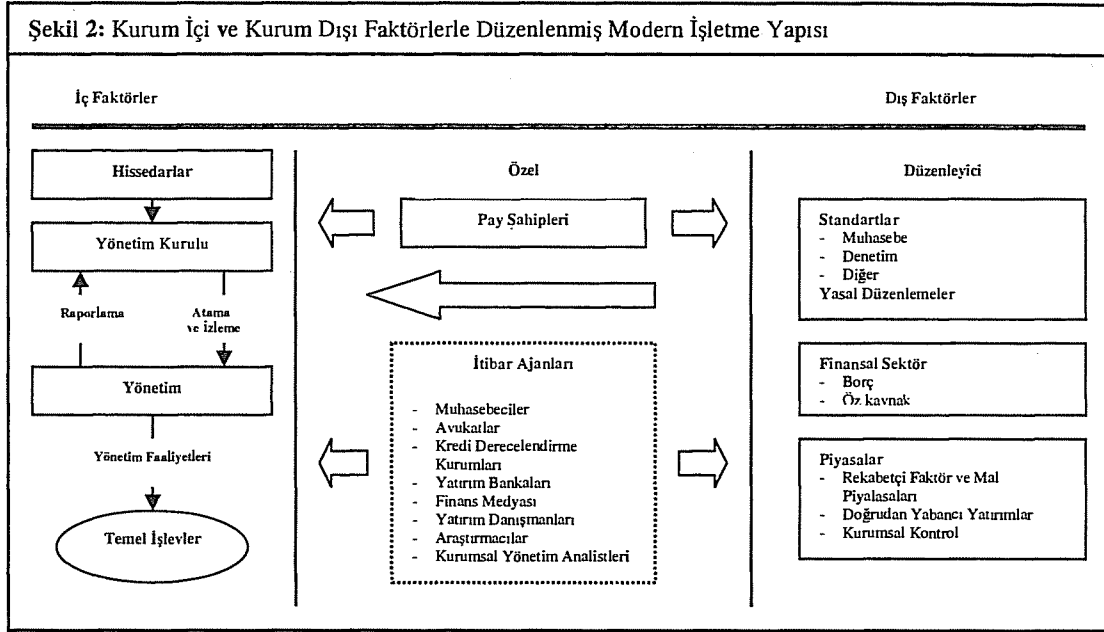 Şekil 2: Kurum İçi ve Kurum Dışı Faktörlerle Düzenlenmiş Modern İşletme Yapısı
İç Faktörler
Dış Faktörler
Hissedarlar
Yönetim Kurulu
Raporlama
Atama
ve İzleme
Yönetim
Yönetim Faaliyetleri
Temel İşlevler
Özel
Pay Sahipleri
İtibar Ajanları
- Muhasebeciler
- Avukatlar
- Kredi Derecelendirme
Kurumları
- Yatırım Bankaları
- Finans Medyası
- Yatırım Danışmanları
- Araştırmacılar
- Kurumsal Yönetim Analistleri
Düzenleyici
Standartlar
- Muhasebe
- Denetim
- Diğer
Yasal Düzenlemeler
Finansal Sektör
- Borç
- Öz kaynak
Piyasalar
- Rekabetçi Faktör ve Mal
Piyalasaları
- Doğrudan Yabancı Yatırımlar
- Kurumsal Kontrol